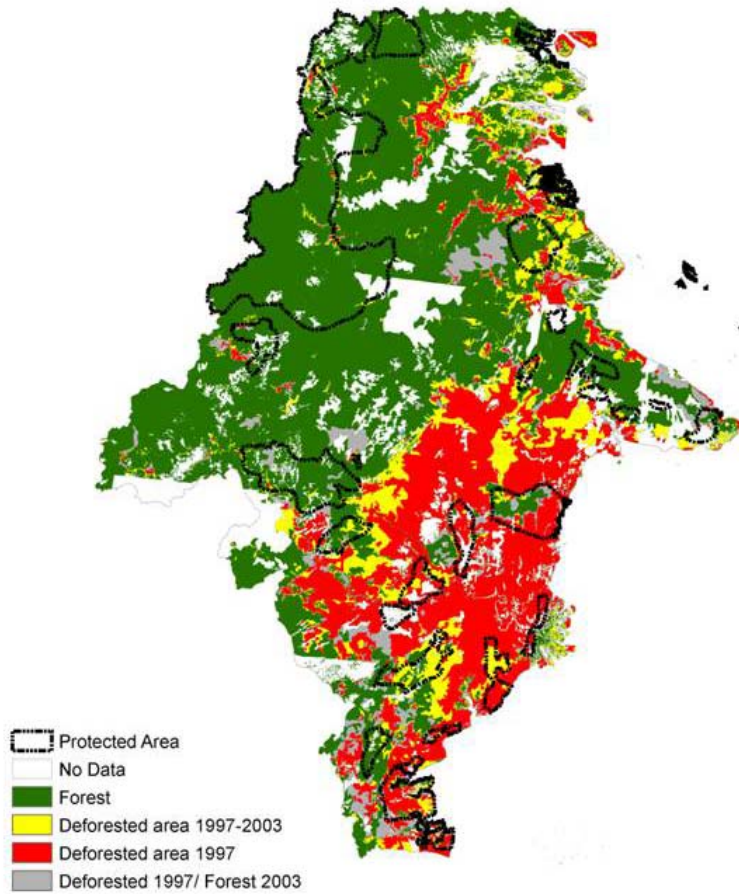 Protected Area
No Data
Forest
Deforested area 1997-2003
Deforested area 1997
Deforested 1997/ Forest 2003